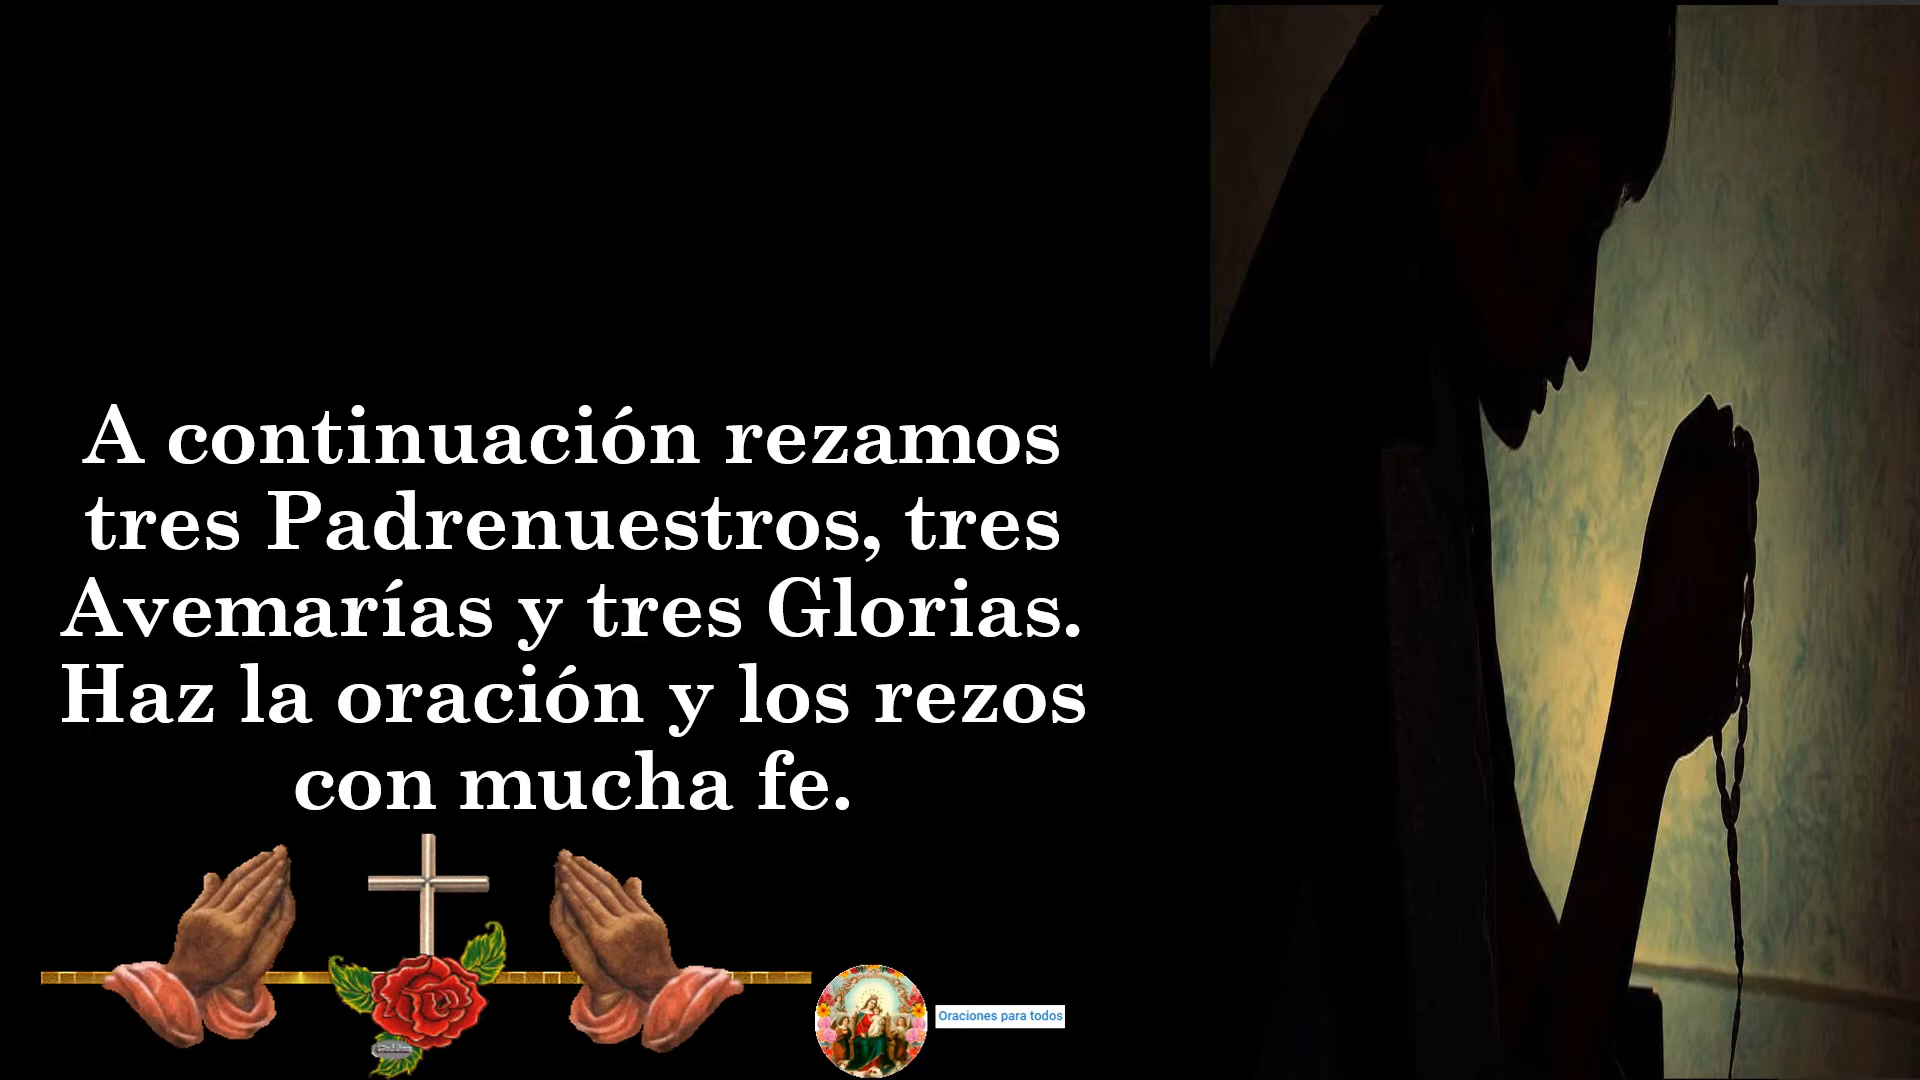 A continuación rezamos
tres Padrenuestros, tres
Avemarías y tres Glorias.
Haz la oración y los rezos
con mucha fe.
Oraciones para todos